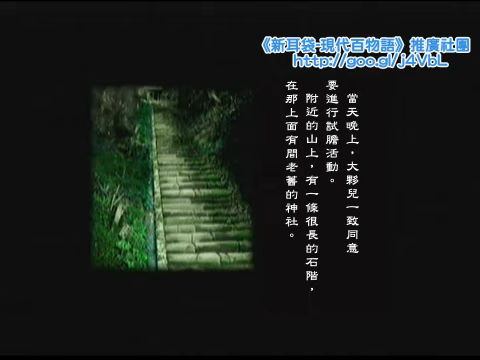 《新耳袋-現代百物語》推廣社團
http://goo.gl/j4VbL
當天晚上，大夥兒一致同意
要進行試膽活動。
附近的山上，有一條很長的石階，
在那上面有間老舊的神社。